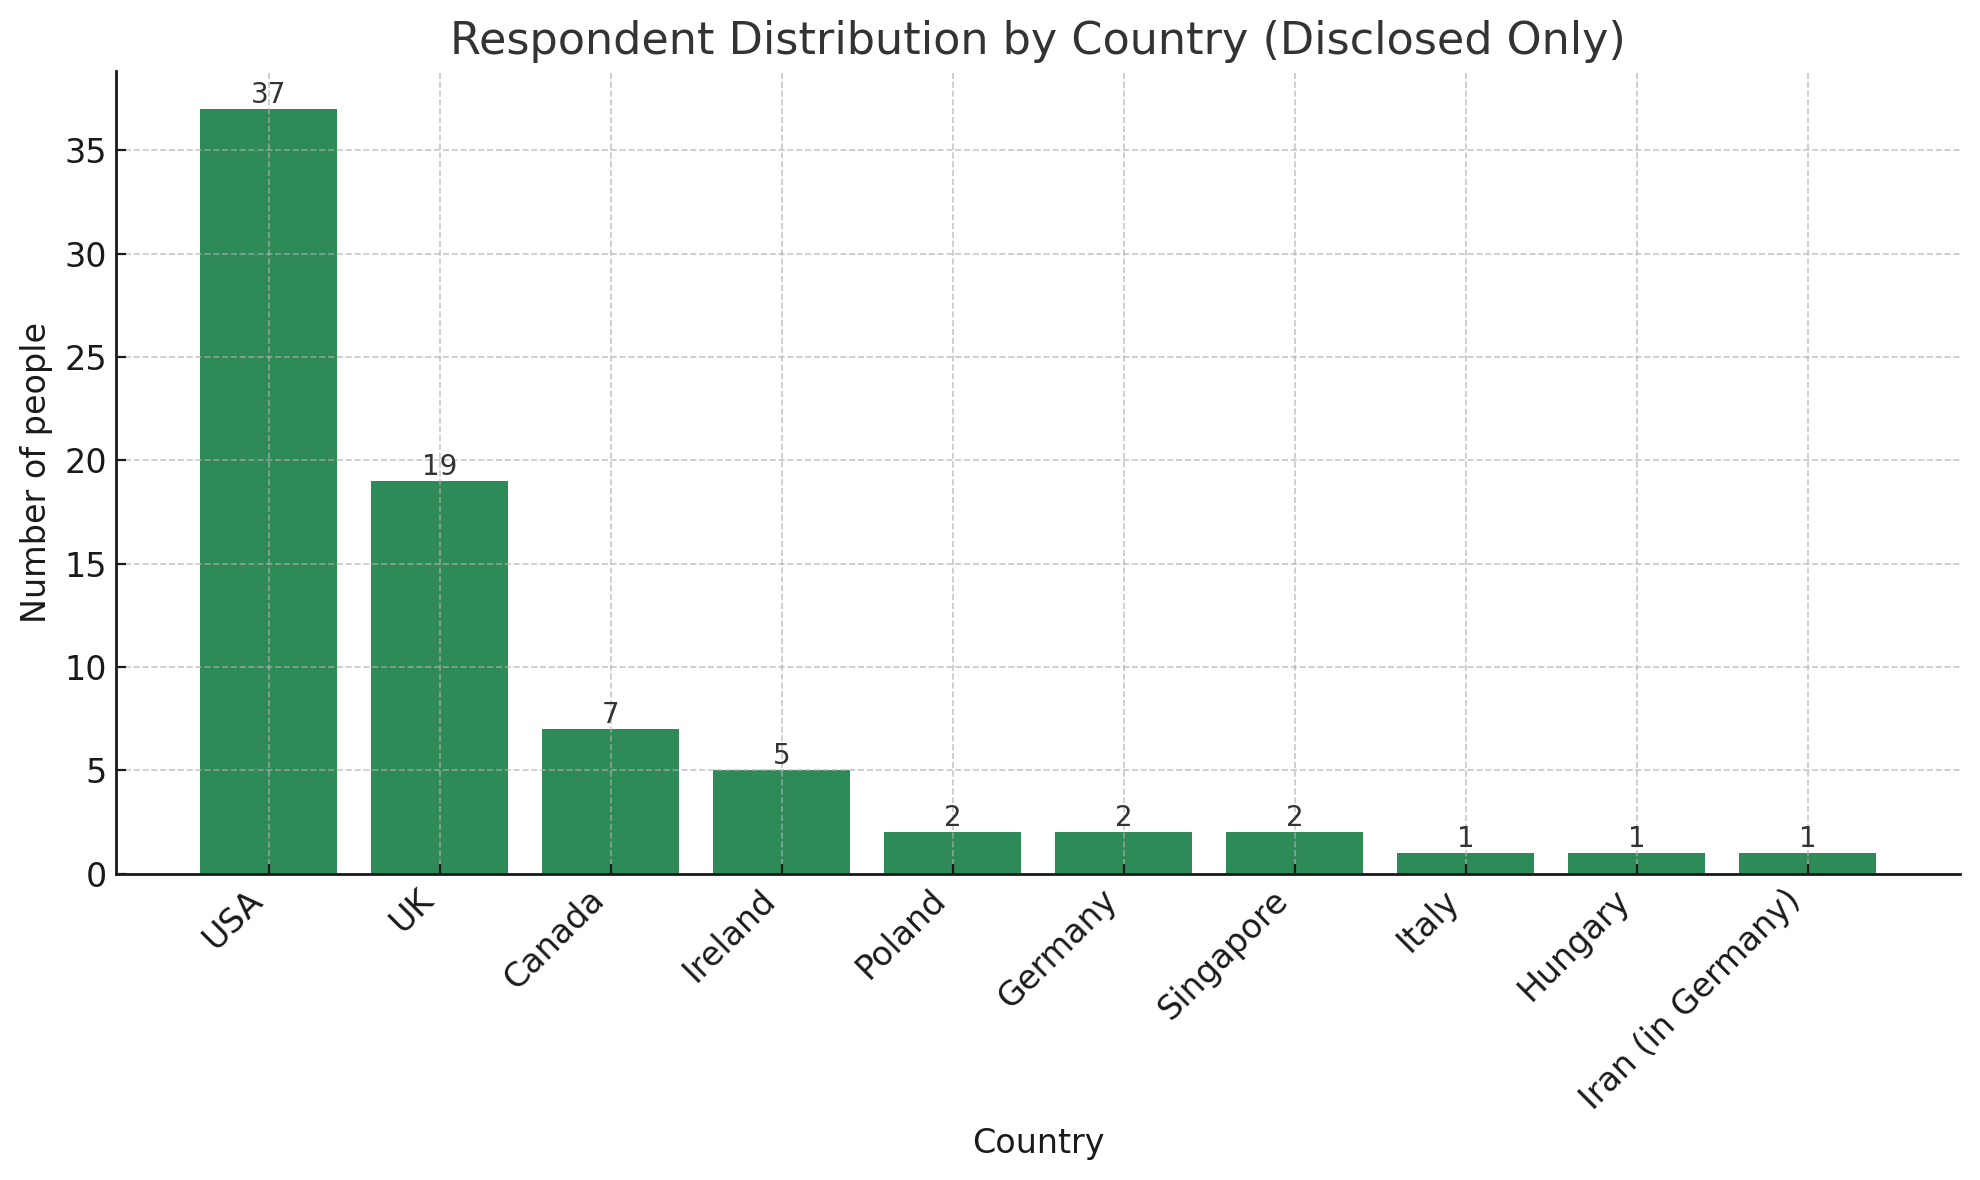 Respondent Distribution by Country (Disclosed Only)
37
35
30
25
20
19
15
10
7
5
5
2
2
2
1
1
1
0
Number of people
USA
UK
Canada
Ireland
Poland
Germany
Singapore
Italy
Hungary
Iran (in Germany)
Country